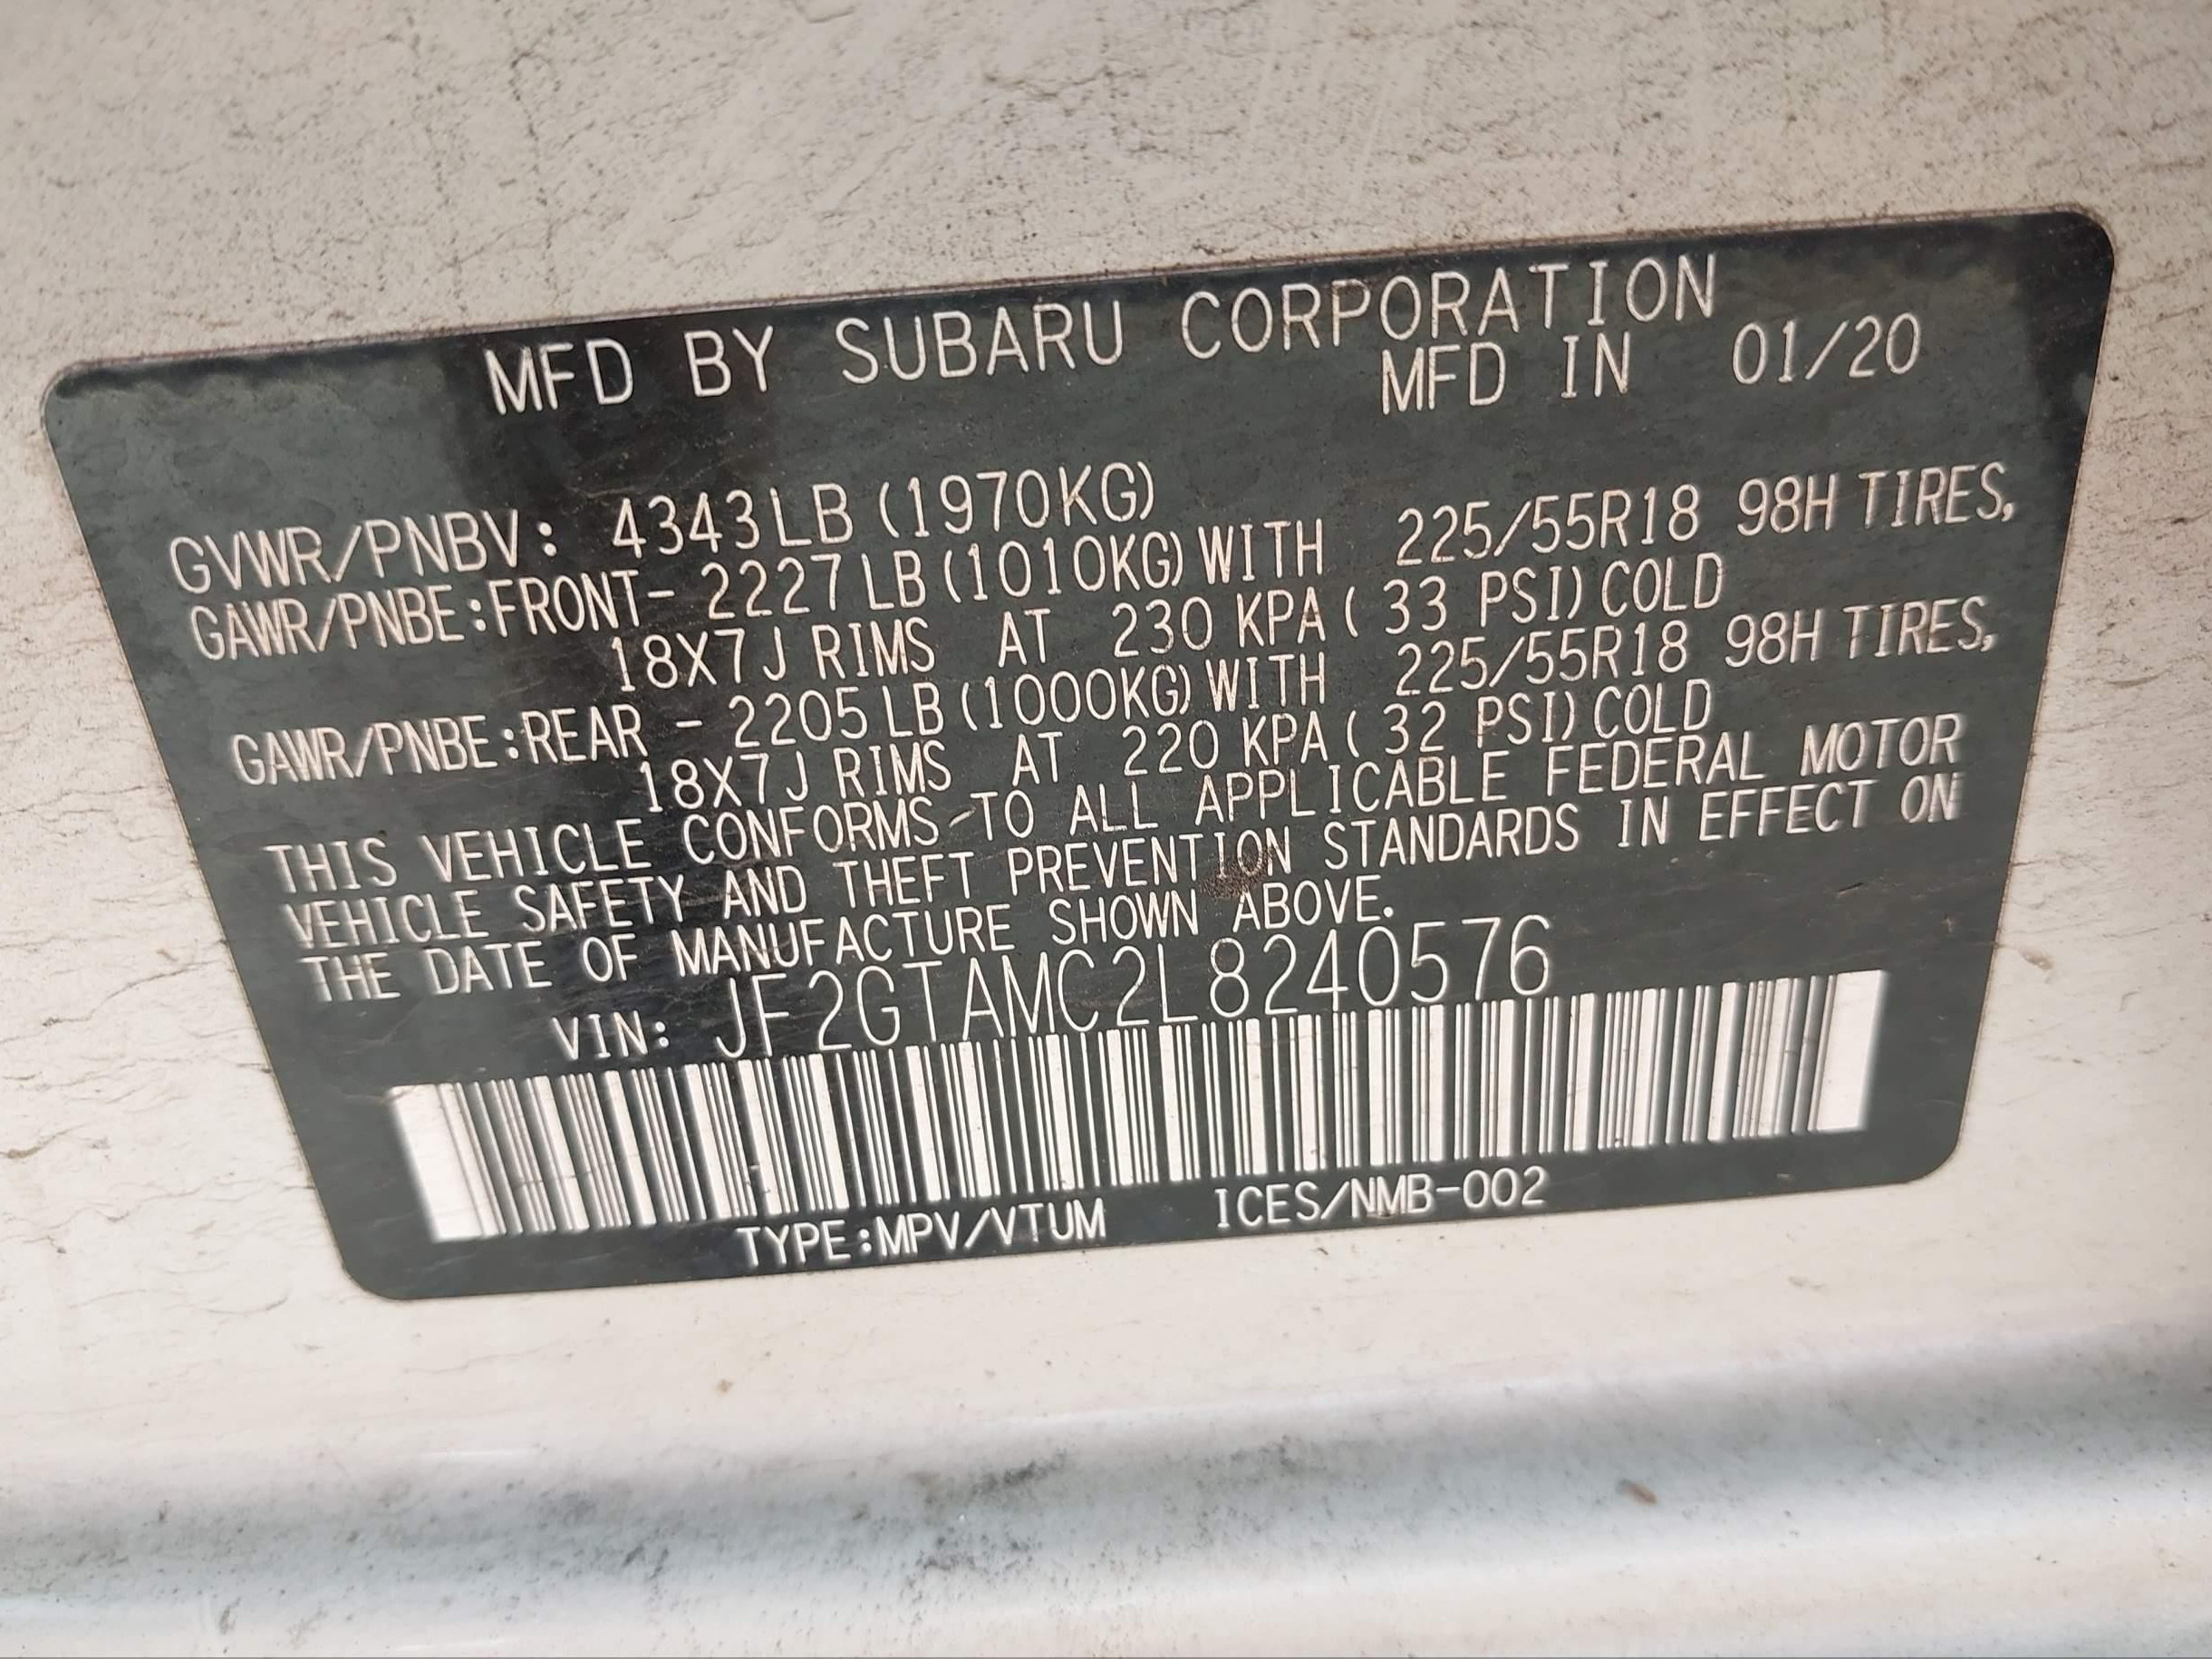 MFD BY SUBARU CORPORATION
MFD IN 01/20
GVWR/PNBV: 4343LB (1970KG)
GAWR/PNBE:FRONT- 2227LB (1010KG) WITH 225/55R18 98H TIRES,
18X7J RIMS AT 230 KPA ( 33 PSI) COLD
GAWR/PNBE:REAR - 2205LB (1000KG) WITH 225/55R18 98H TIRES,
18X7J RIMS AT 220 KPA ( 32 PSI) COLD
THIS VEHICLE CONFORMS TO ALL APPLICABLE FEDERAL MOTOR
VEHICLE SAFETY AND THEFT PREVENTION STANDARDS IN EFFECT ON
THE DATE OF MANUFACTURE SHOWN ABOVE.
VIN: JF2GTAMC2L8240576
TYPE:MPV/VTUM ICES/NMB-002